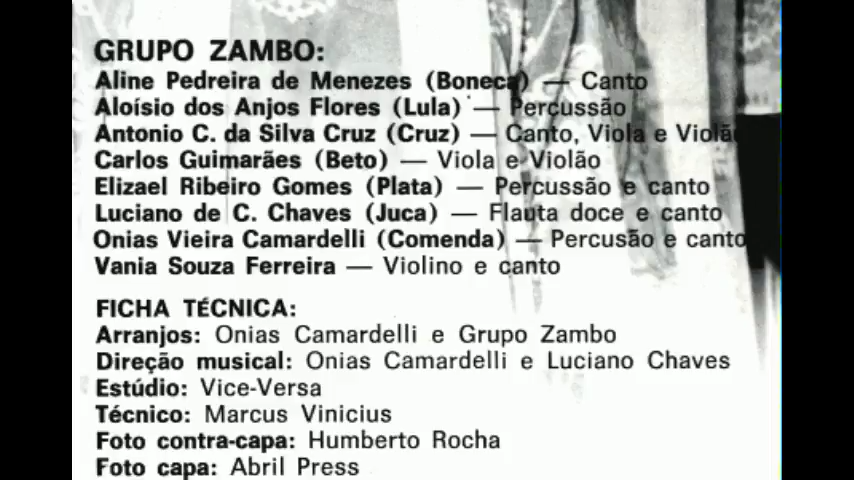 GRUPO ZAMBO:
Aline Pedreira de Menezes (Boneca) — Canto
Aloísio dos Anjos Flores (Lula) — Percussão
Antonio C. da Silva Cruz (Cruz) — Canto, Viola e Violão
Carlos Guimarães (Beto) — Viola e Violão
Elizael Ribeiro Gomes (Plata) — Percussão e canto
Luciano de C. Chaves (Juca) — Flauta doce e canto
Onias Vieira Camardelli (Comenda) — Percusão e canto
Vania Souza Ferreira — Violino e canto
FICHA TÉCNICA:
Arranjos: Onias Camardelli e Grupo Zambo
Direção musical: Onias Camardelli e Luciano Chaves
Estúdio: Vice-Versa
Técnico: Marcus Vinicius
Foto contra-capa: Humberto Rocha
Foto capa: Abril Press